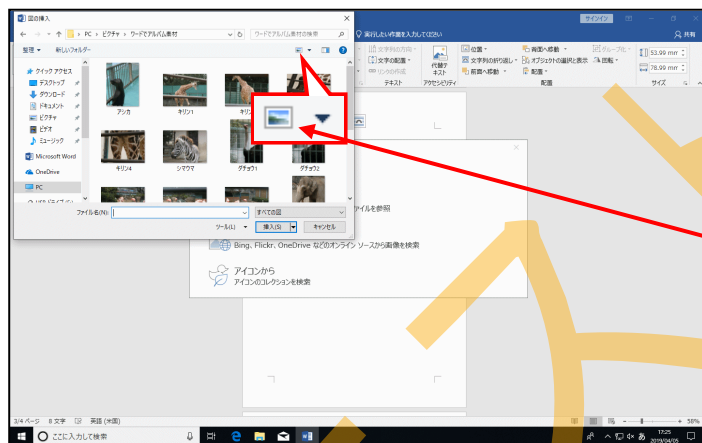 図の挿入
サインイン
PC › ピクチャ › ワードでアルバム素材
ワードでアルバム素材の検索
実行したい作業を入力してください
共有
整理
新しいフォルダー
クイック アクセス
デスクトップ
ダウンロード
ドキュメント
ピクチャ
ビデオ
ミュージック
Microsoft Word
OneDrive
PC
アシカ
キリン1
キリン4
シマウマ
ダチョウ1
ダチョウ2
ファイル名(N):
すべての図
ツール(L)
挿入(S)
キャンセル
文字列の方向
文字の配置
リンクの作成
テキスト
代替テキスト
アクセシビリティ
位置
文字列の折り返し
前面へ移動
背面へ移動
オブジェクトの選択と表示
配置
グループ化
回転
配置
53.99 mm
78.99 mm
サイズ
ファイルを参照
Bing、Flickr、OneDrive などのオンライン ソースから画像を検索
アイコンから
アイコンのコレクションを検索
3/4 ページ
8 文字
英語 (米国)
58%
ここに入力して検索
あ
17:25
2019/04/05